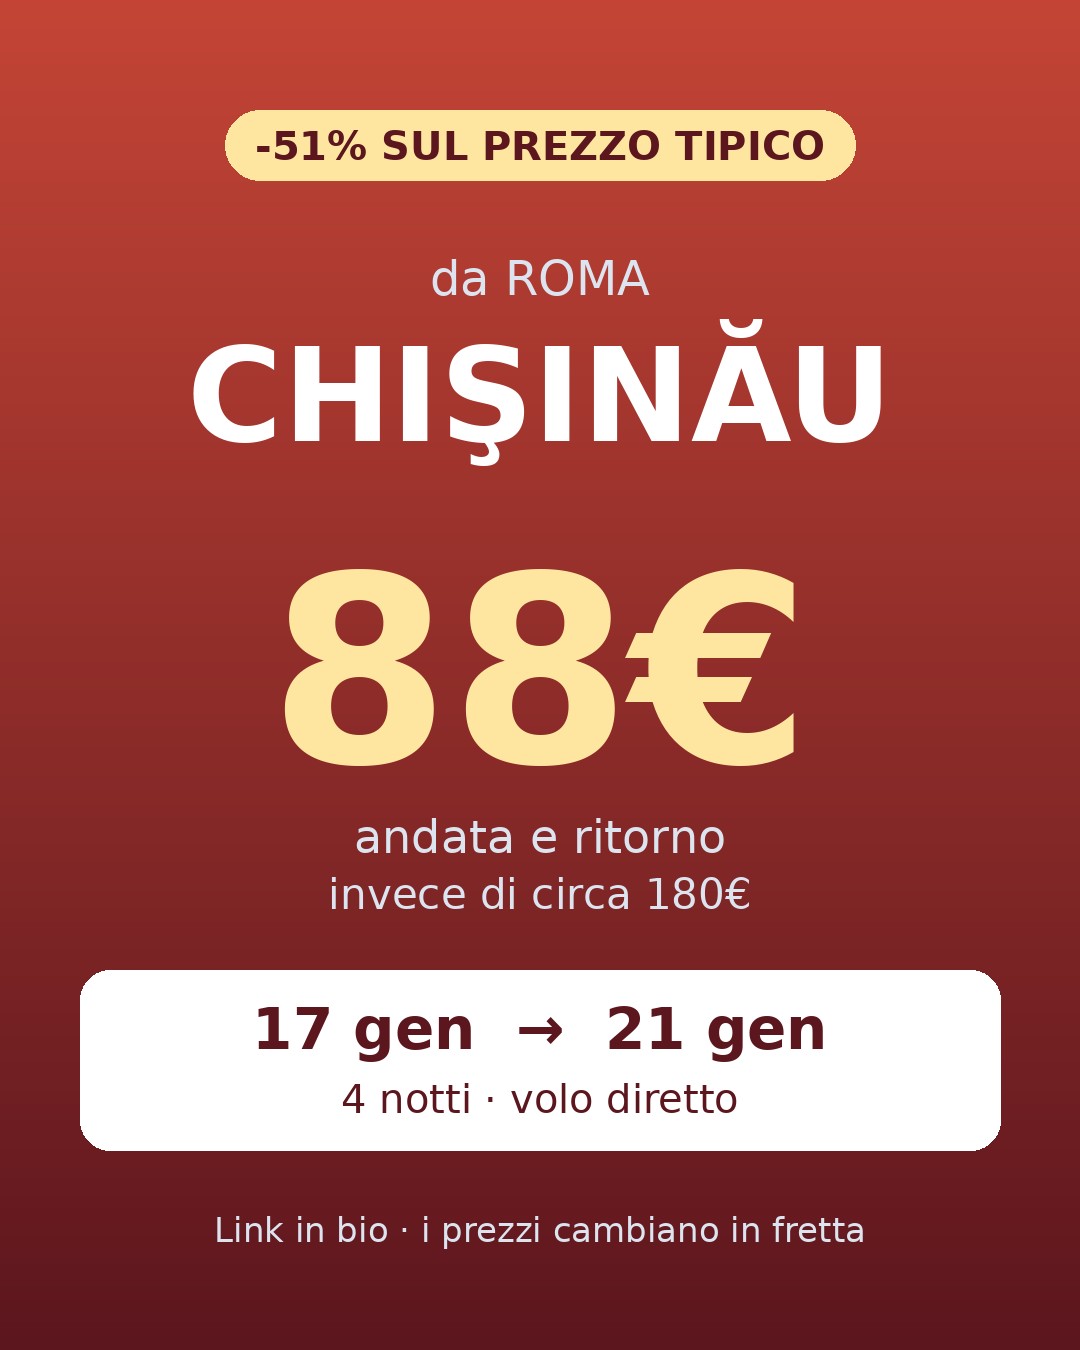 -51% SUL PREZZO TIPICO
da ROMA
CHIŞINĂU
88€
andata e ritorno
invece di circa 180€
17 gen → 21 gen
4 notti · volo diretto
Link in bio · i prezzi cambiano in fretta